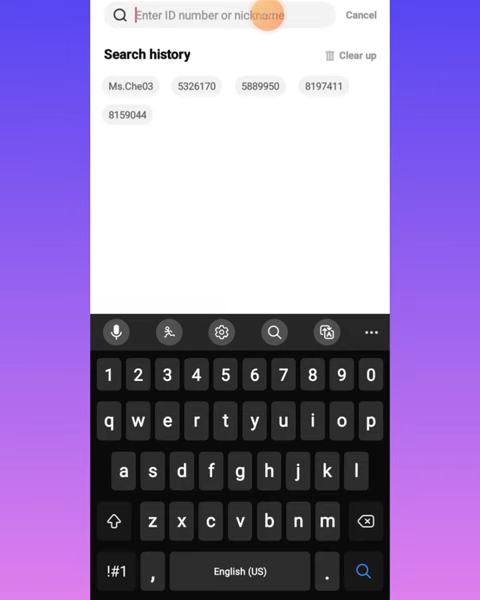 Enter ID number or nickname Cancel
Search history Clear up
Ms.Che03 5326170 5889950 8197411
8159044
1 2 3 4 5 6 7 8 9 0
q w e r t y u i o p
a s d f g h j k l
z x c v b n m
!#1 , English (US) .